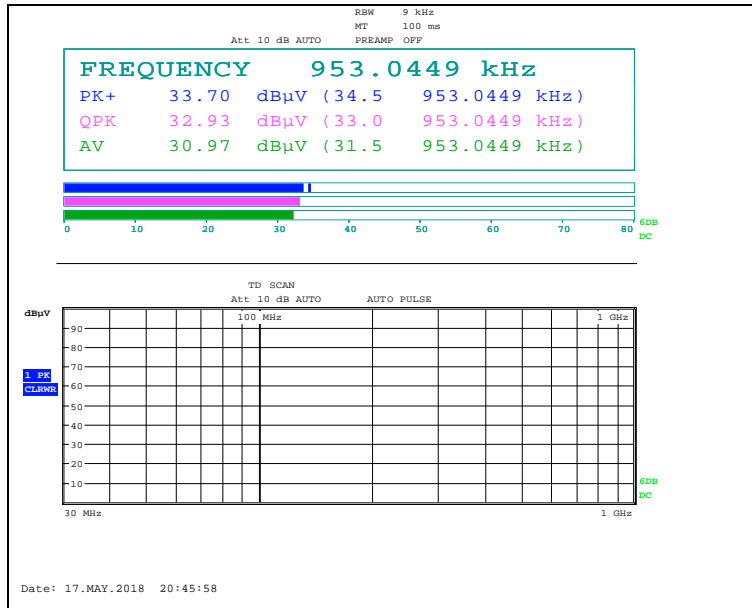 RBW 9 kHz
MT 100 ms
Att 10 dB AUTO PREAMP OFF
FREQUENCY 953.0449 kHz
PK+ 33.70 dBµV (34.5 953.0449 kHz)
QPK 32.93 dBµV (33.0 953.0449 kHz)
AV 30.97 dBµV (31.5 953.0449 kHz)
0 10 20 30 40 50 60 70 80
6DB
DC
TD SCAN
Att 10 dB AUTO AUTO PULSE
dBµV
100 MHz 1 GHz
90
80
70
1 PK
60
CLRWR
50
40
30
20
10
6DB
DC
30 MHz 1 GHz
Date: 17.MAY.2018 20:45:58